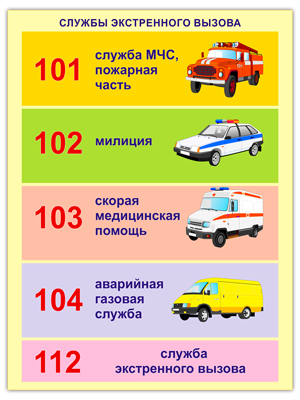 СЛУЖБЫ ЭКСТРЕННОГО ВЫЗОВА
101
служба МЧС,
пожарная
часть
102
милиция
103
скорая
медицинская
помощь
104
аварийная
газовая
служба
112
служба
экстренного вызова